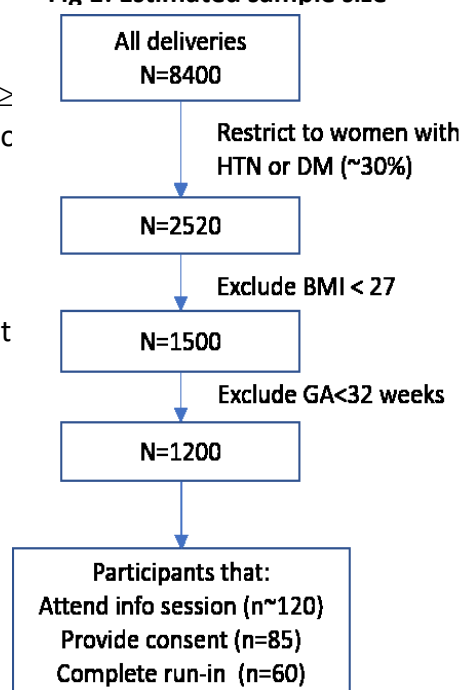 All deliveries
N=8400
≥
Restrict to women with
HTN or DM (~30%)
N=2520
Exclude BMI < 27
t
N=1500
Exclude GA<32 weeks
N=1200
Participants that:
Attend info session (n~120)
Provide consent (n=85)
Complete run-in (n=60)